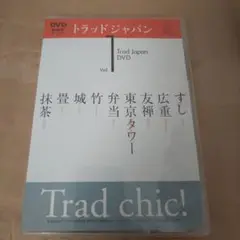 DVD
トラッドジャパン
1
Trad Japan
DVD
Vol.
すし
広重
友禅
東京タワー
弁当
竹
城
畳
抹茶
Trad chic!